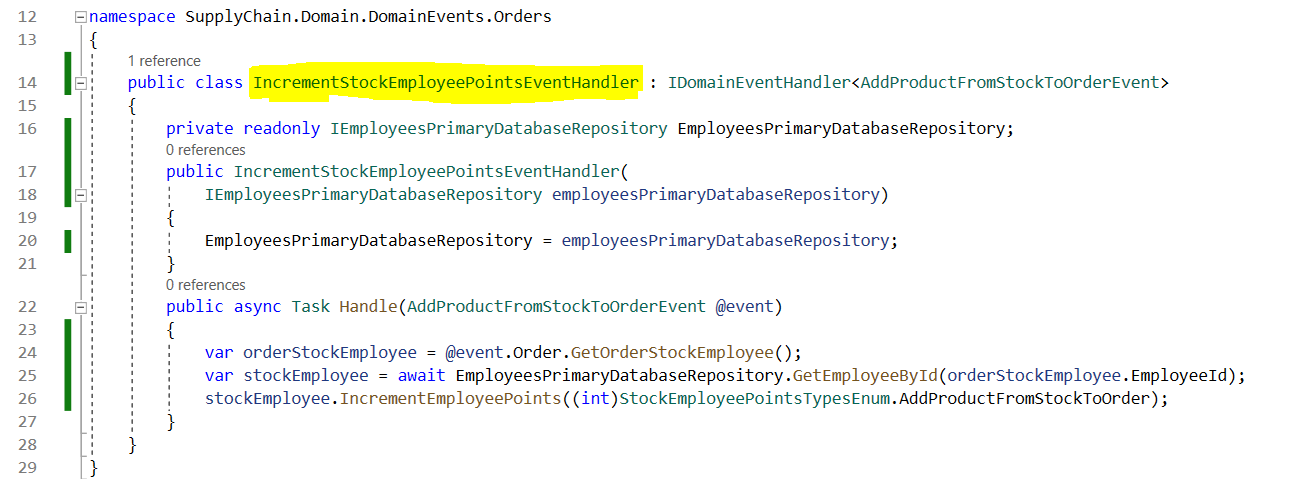 12 namespace SupplyChain.Domain.DomainEvents.Orders
13 {
1 reference
14 public class IncrementStockEmployeePointsEventHandler : IDomainEventHandler<AddProductFromStockToOrderEvent>
15 {
16 private readonly IEmployeesPrimaryDatabaseRepository EmployeesPrimaryDatabaseRepository;
0 references
17 public IncrementStockEmployeePointsEventHandler(
18 IEmployeesPrimaryDatabaseRepository employeesPrimaryDatabaseRepository)
19 {
20 EmployeesPrimaryDatabaseRepository = employeesPrimaryDatabaseRepository;
21 }
0 references
22 public async Task Handle(AddProductFromStockToOrderEvent @event)
23 {
24 var orderStockEmployee = @event.Order.GetOrderStockEmployee();
25 var stockEmployee = await EmployeesPrimaryDatabaseRepository.GetEmployeeById(orderStockEmployee.EmployeeId);
26 stockEmployee.IncrementEmployeePoints((int)StockEmployeePointsTypesEnum.AddProductFromStockToOrder);
27 }
28 }
29 }